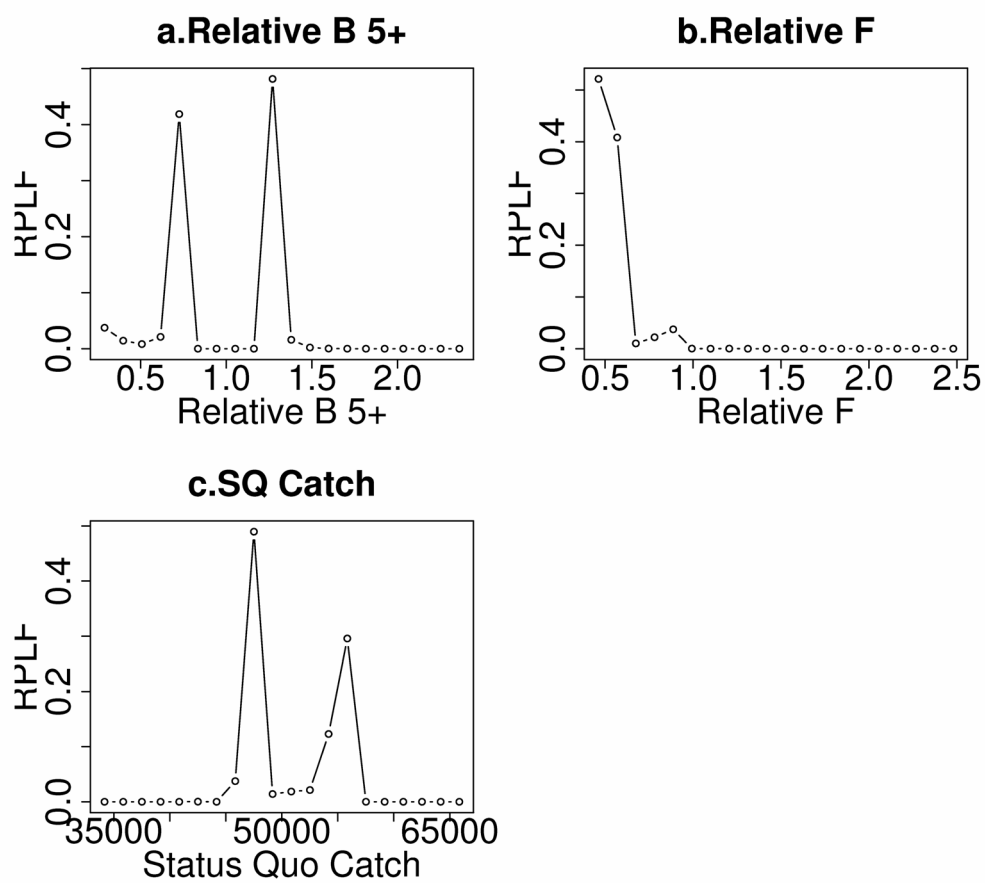 a.Relative B 5+
b.Relative F
RPLF
0.0 0.2 0.4
0.5 1.0 1.5 2.0
Relative B 5+
RPLF
0.0 0.2 0.4
0.5 1.0 1.5 2.0 2.5
Relative F
c.SQ Catch
RPLF
0.0 0.2 0.4
35000 50000 65000
Status Quo Catch